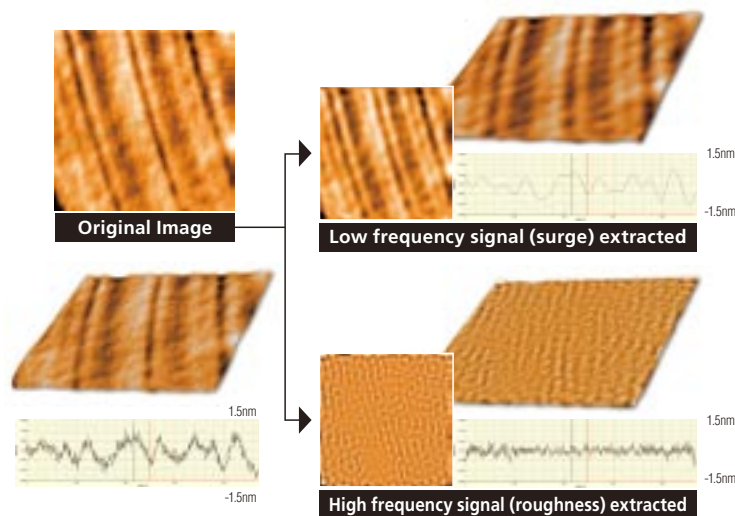 Original Image
1.5nm
-1.5nm
Low frequency signal (surge) extracted
1.5nm
-1.5nm
1.5nm
-1.5nm
High frequency signal (roughness) extracted